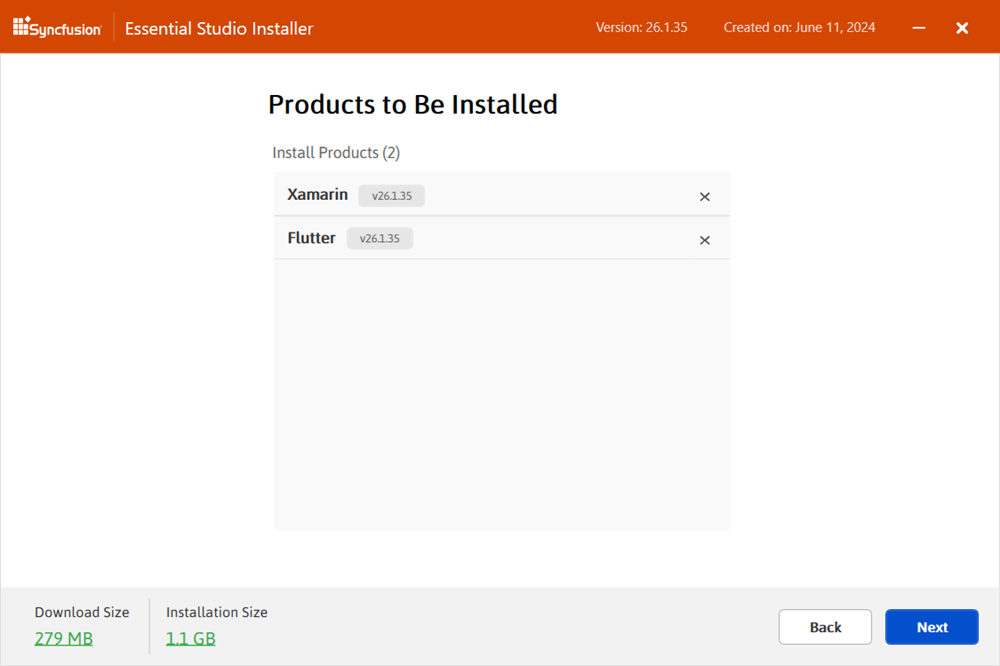 Syncfusion Essential Studio Installer Version: 26.1.35 Created on: June 11, 2024
Products to Be Installed
Install Products (2)
Xamarin v26.1.35
Flutter v26.1.35
Download Size Installation Size
279 MB 1.1 GB
Back Next